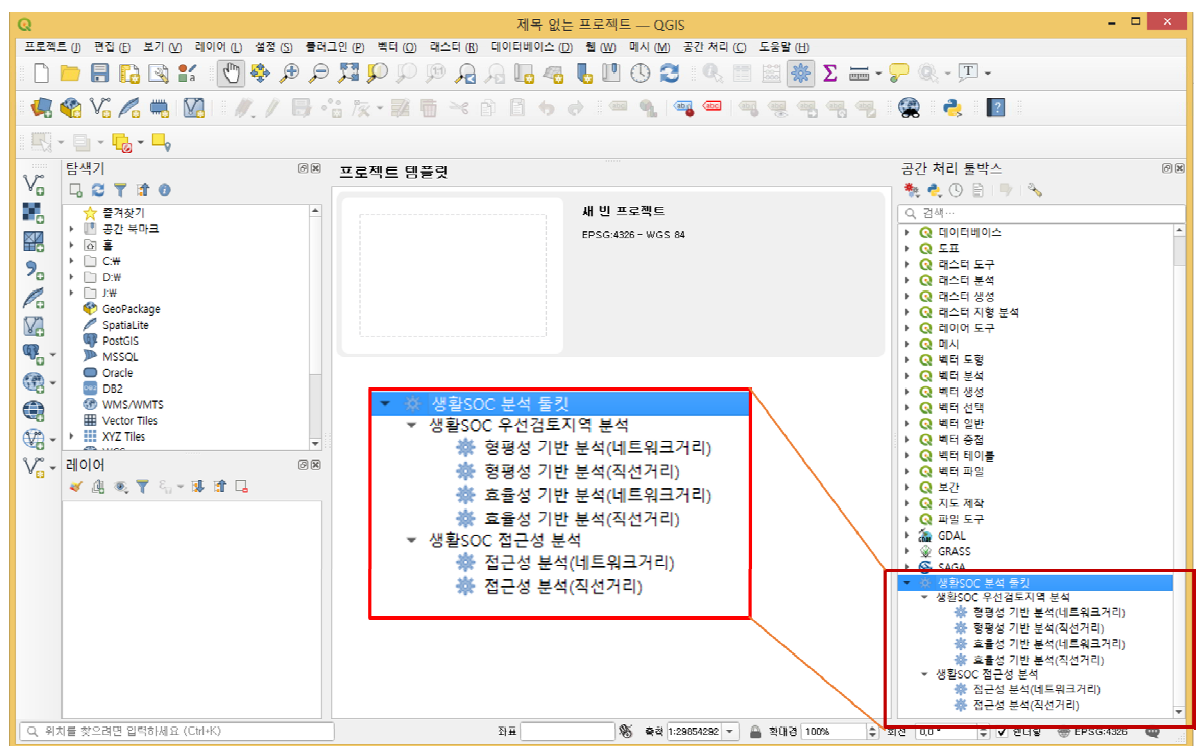 제목 없는 프로젝트 — QGIS
프로젝트 (J) 편집 (E) 보기 (V) 레이어 (L) 설정 (S) 플러그인 (P) 벡터 (O) 래스터 (R) 데이터베이스 (D) 웹 (W) 메시 (M) 공간 처리 (C) 도움말 (H)
탐색기
즐겨찾기
공간 북마크
홈
C:₩
D:₩
J:₩
GeoPackage
SpatiaLite
PostGIS
MSSQL
Oracle
DB2
WMS/WMTS
Vector Tiles
XYZ Tiles
레이어
프로젝트 템플릿
새 빈 프로젝트
EPSG:4326 - WGS 84
생활SOC 분석 툴킷
생활SOC 우선검토지역 분석
형평성 기반 분석(네트워크거리)
형평성 기반 분석(직선거리)
효율성 기반 분석(네트워크거리)
효율성 기반 분석(직선거리)
생활SOC 접근성 분석
접근성 분석(네트워크거리)
접근성 분석(직선거리)
공간 처리 툴박스
검색…
데이터베이스
도표
래스터 도구
래스터 분석
래스터 생성
래스터 지형 분석
레이어 도구
메시
벡터 도형
벡터 분석
벡터 생성
벡터 선택
벡터 일반
벡터 중첩
벡터 테이블
벡터 파일
보간
지도 제작
파일 도구
GDAL
GRASS
SAGA
생활SOC 분석 툴킷
생활SOC 우선검토지역 분석
형평성 기반 분석(네트워크거리)
형평성 기반 분석(직선거리)
효율성 기반 분석(네트워크거리)
효율성 기반 분석(직선거리)
생활SOC 접근성 분석
접근성 분석(네트워크거리)
접근성 분석(직선거리)
위치를 찾으려면 입력하세요 (Ctrl+K) 좌표 축척 1:29854292 확대경 100% 회전 0,0 ° 렌더링 EPSG:4326